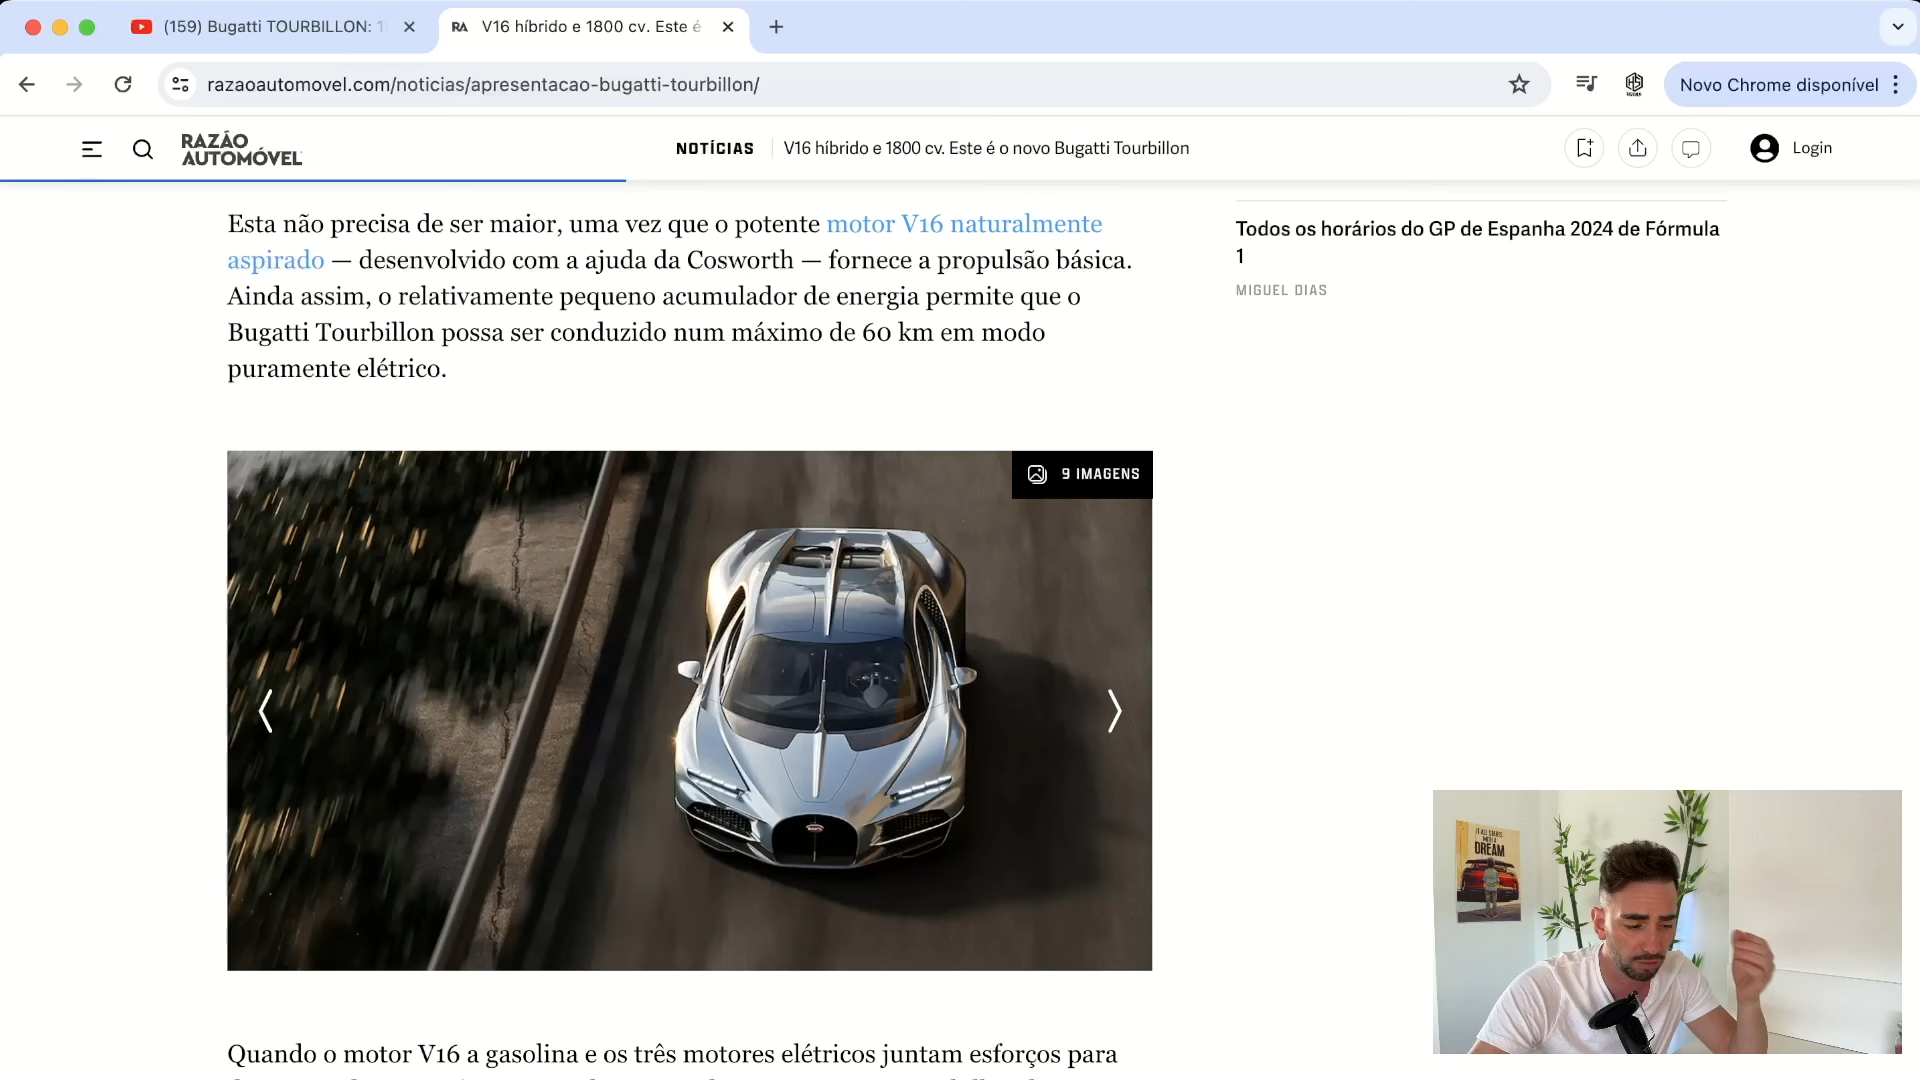 (159) Bugatti TOURBILLON: 1
RA V16 híbrido e 1800 cv. Este é
razaoautomovel.com/noticias/apresentacao-bugatti-tourbillon/
Novo Chrome disponível
RAZÃO
AUTOMÓVEL
NOTÍCIAS
V16 híbrido e 1800 cv. Este é o novo Bugatti Tourbillon
Login
Esta não precisa de ser maior, uma vez que o potente motor V16 naturalmente
aspirado — desenvolvido com a ajuda da Cosworth — fornece a propulsão básica.
Ainda assim, o relativamente pequeno acumulador de energia permite que o
Bugatti Tourbillon possa ser conduzido num máximo de 60 km em modo
puramente elétrico.
Todos os horários do GP de Espanha 2024 de Fórmula
1
MIGUEL DIAS
9 IMAGENS
IT ALL STARTS
WITH A
DREAM
Quando o motor V16 a gasolina e os três motores elétricos juntam esforços para